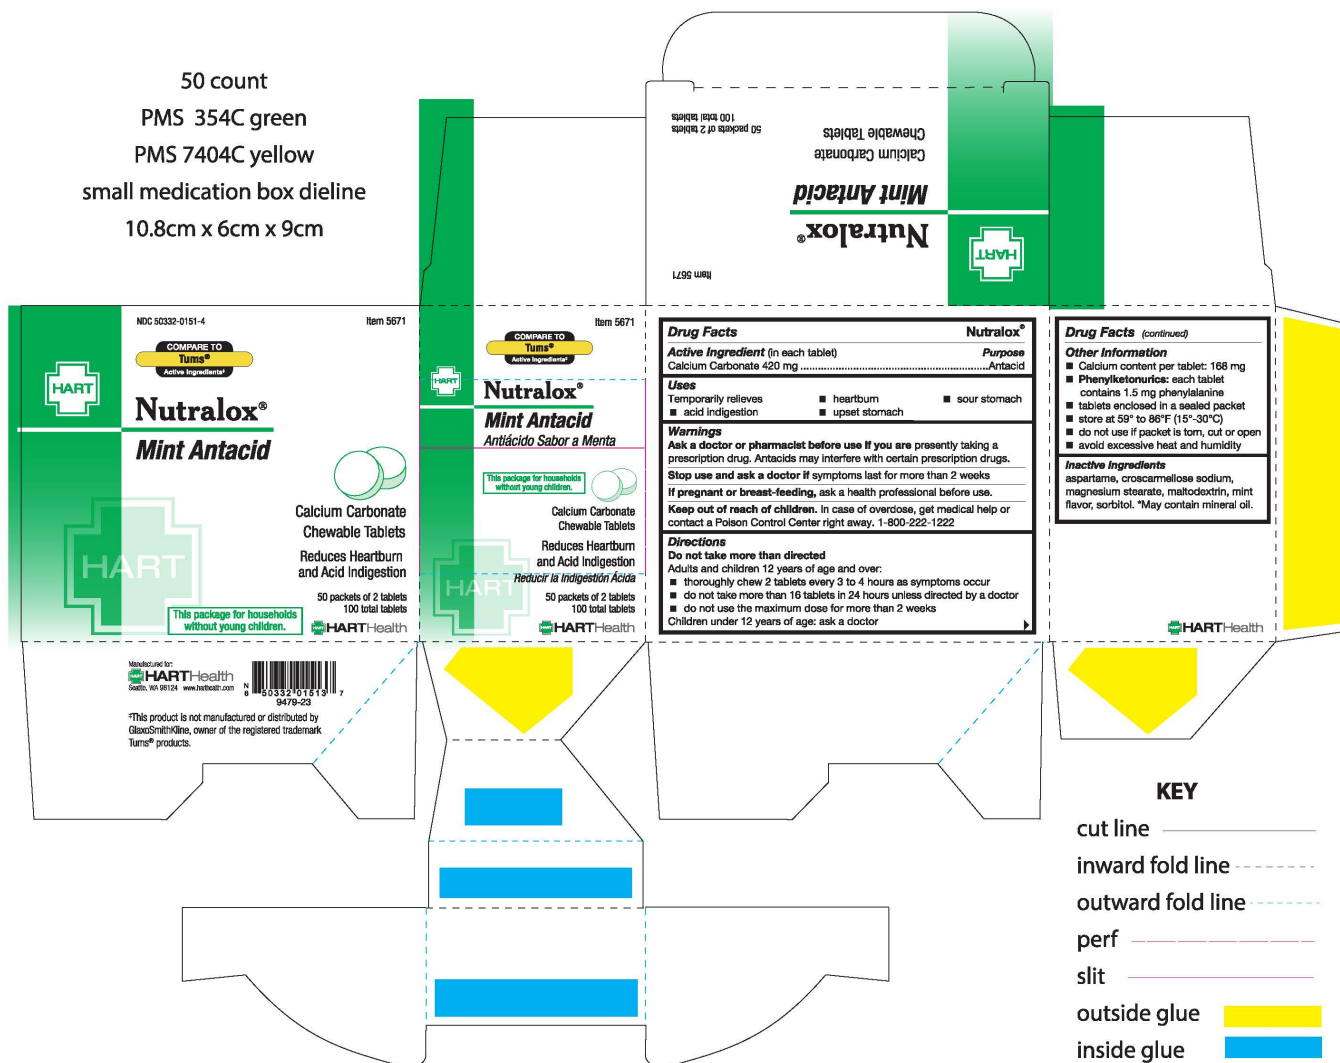 50 count
PMS 354C green
PMS 7404C yellow
small medication box dieline
10.8cm x 6cm x 9cm
50 packets of 2 tablets
100 total tablets
Calcium Carbonate
Chewable Tablets
Mint Antacid
Nutralox®
HART
Item 5671
NDC 50332-0151-4
Item 5671
COMPARE TO
Tums®
Active Ingredients‡
HART
Nutralox®
Mint Antacid
Calcium Carbonate
Chewable Tablets
HART
Reduces Heartburn
and Acid Indigestion
50 packets of 2 tablets
100 total tablets
This package for households
without young children.
HART HARTHealth
Item 5671
COMPARE TO
Tums®
Active Ingredients‡
HART
Nutralox®
Mint Antacid
Antiácido Sabor a Menta
This package for households
without young children.
Calcium Carbonate
Chewable Tablets
HART
Reduces Heartburn
and Acid Indigestion
Reducir la Indigestión Ácida
50 packets of 2 tablets
100 total tablets
HART HARTHealth
Drug Facts Nutralox®
Active Ingredient (in each tablet) Purpose
Calcium Carbonate 420 mg ........................................................Antacid
Uses
Temporarily relieves ■ heartburn ■ sour stomach
■ acid indigestion ■ upset stomach
Warnings
Ask a doctor or pharmacist before use if you are presently taking a
prescription drug. Antacids may interfere with certain prescription drugs.
Stop use and ask a doctor if symptoms last for more than 2 weeks
If pregnant or breast-feeding, ask a health professional before use.
Keep out of reach of children. In case of overdose, get medical help or
contact a Poison Control Center right away. 1-800-222-1222
Directions
Do not take more than directed
Adults and children 12 years of age and over:
■ thoroughly chew 2 tablets every 3 to 4 hours as symptoms occur
■ do not take more than 16 tablets in 24 hours unless directed by a doctor
■ do not use the maximum dose for more than 2 weeks
Children under 12 years of age: ask a doctor
Drug Facts (continued)
Other Information
■ Calcium content per tablet: 168 mg
■ Phenylketonurics: each tablet
contains 1.5 mg phenylalanine
■ tablets enclosed in a sealed packet
■ store at 59° to 86°F (15°-30°C)
■ do not use if packet is torn, cut or open
■ avoid excessive heat and humidity
Inactive Ingredients
aspartame, croscarmellose sodium,
magnesium stearate, maltodextrin, mint
flavor, sorbitol. *May contain mineral oil.
HART HARTHealth
Manufactured for:
HART HARTHealth
Seattle, WA 98124 www.harthealth.com
N
6 50332 01513 7
9479-23
‡This product is not manufactured or distributed by
GlaxoSmithKline, owner of the registered trademark
Tums® products.
KEY
cut line
inward fold line
outward fold line
perf
slit
outside glue
inside glue